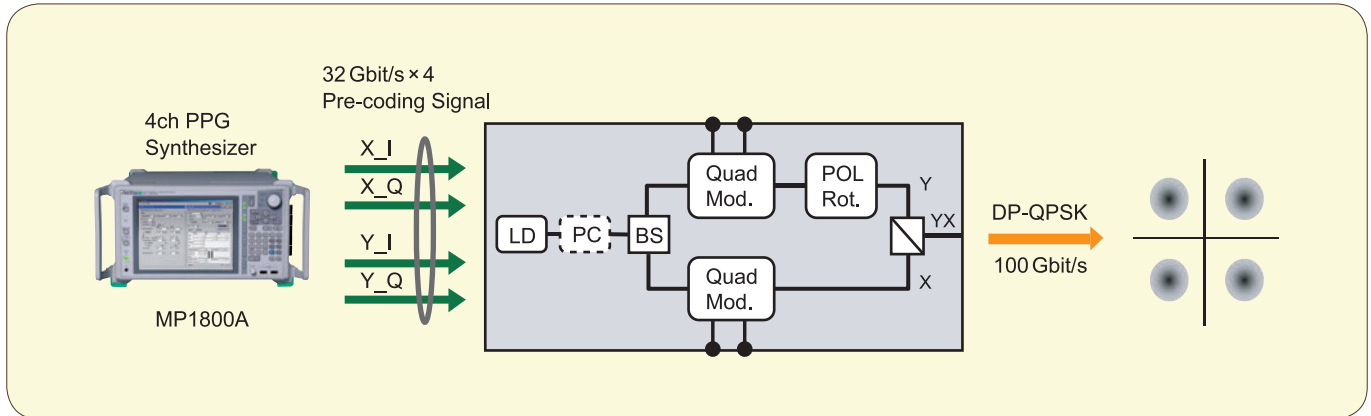 32 Gbit/s × 4
Pre-coding Signal
4ch PPG
Synthesizer
MP1800A
X_I
X_Q
Y_I
Y_Q
LD
PC
BS
Quad
Mod.
POL
Rot.
Quad
Mod.
Y
YX
X
DP-QPSK
100 Gbit/s